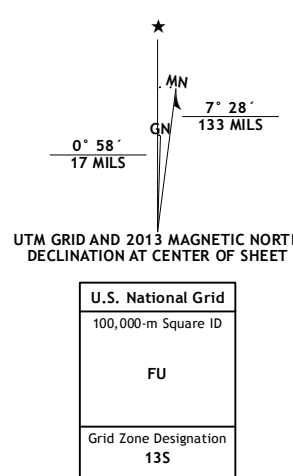 ★
MN
7° 28´
133 MILS
GN
0° 58´
17 MILS
UTM GRID AND 2013 MAGNETIC NORTH
DECLINATION AT CENTER OF SHEET
U.S. National Grid
100,000-m Square ID
FU
Grid Zone Designation
13S